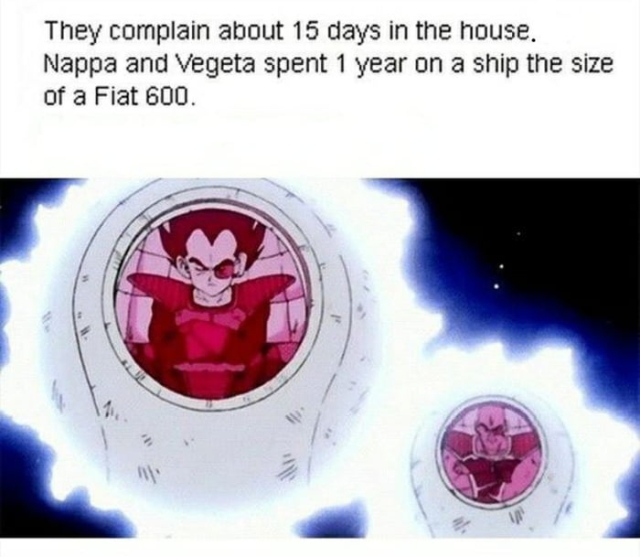 They complain about 15 days in the house.
Nappa and Vegeta spent 1 year on a ship the size
of a Fiat 600.